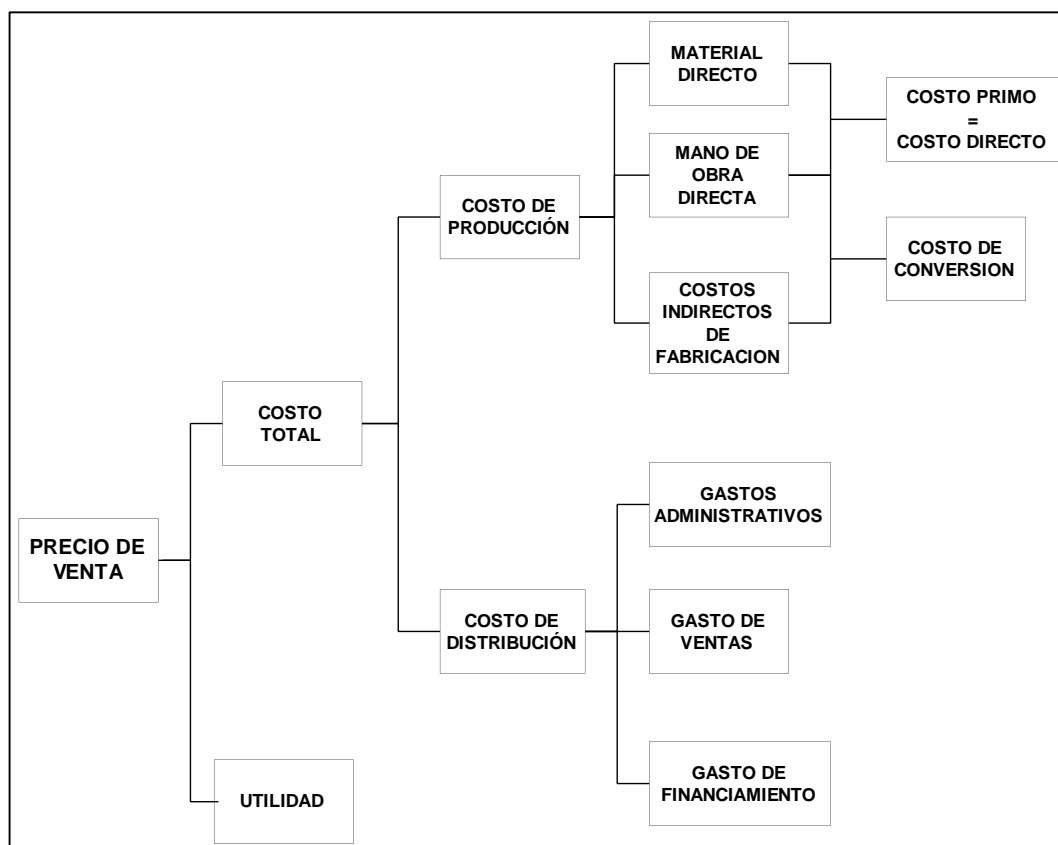 MATERIAL
DIRECTO
COSTO PRIMO
=
COSTO DIRECTO
MANO DE
OBRA
DIRECTA
COSTO DE
PRODUCCIÓN
COSTO DE
CONVERSION
COSTOS
INDIRECTOS
DE
FABRICACION
COSTO
TOTAL
GASTOS
ADMINISTRATIVOS
PRECIO DE
VENTA
COSTO DE
DISTRIBUCIÓN
GASTO DE
VENTAS
UTILIDAD
GASTO DE
FINANCIAMIENTO